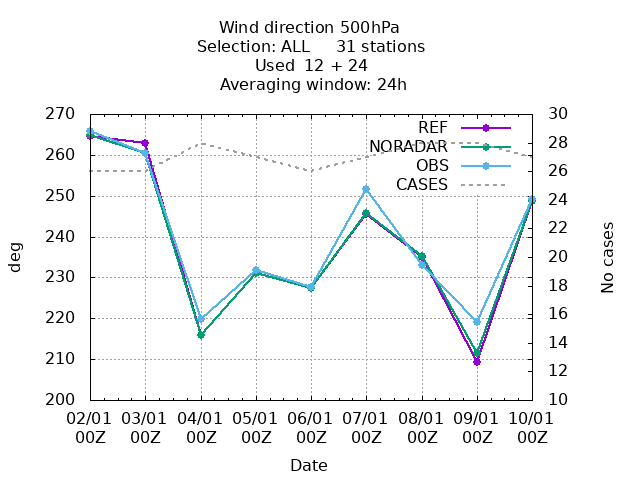 Wind direction 500hPa
Selection: ALL     31 stations
Used  12 + 24
Averaging window: 24h
270
260
250
240
230
220
210
200
deg
30
28
26
24
22
20
18
16
14
12
10
No cases
REF
NORADAR
OBS
CASES
02/01 03/01 04/01 05/01 06/01 07/01 08/01 09/01 10/01
00Z 00Z 00Z 00Z 00Z 00Z 00Z 00Z 00Z
Date